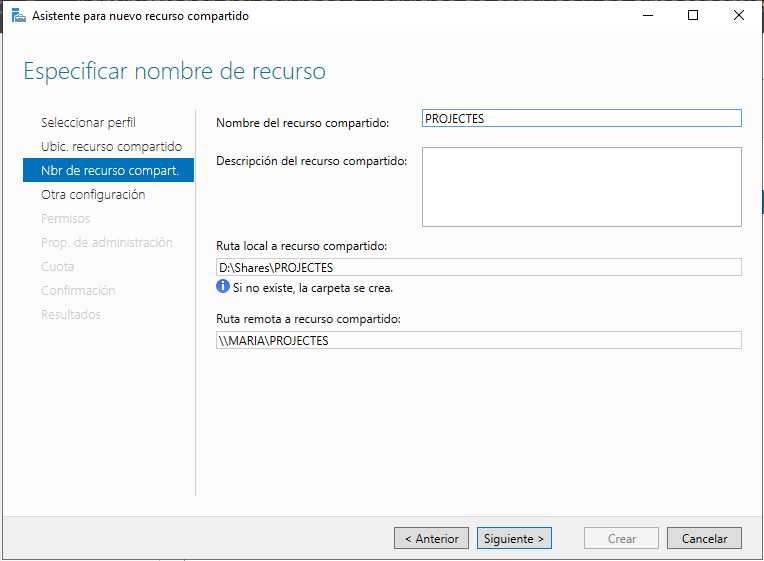 Asistente para nuevo recurso compartido
Especificar nombre de recurso
Seleccionar perfil
Ubic. recurso compartido
Nbr de recurso compart.
Otra configuración
Permisos
Prop. de administración
Cuota
Confirmación
Resultados
Nombre del recurso compartido:
PROJECTES
Descripción del recurso compartido:
Ruta local a recurso compartido:
D:\Shares\PROJECTES
Si no existe, la carpeta se crea.
Ruta remota a recurso compartido:
\\MARIA\PROJECTES
< Anterior
Siguiente >
Crear
Cancelar